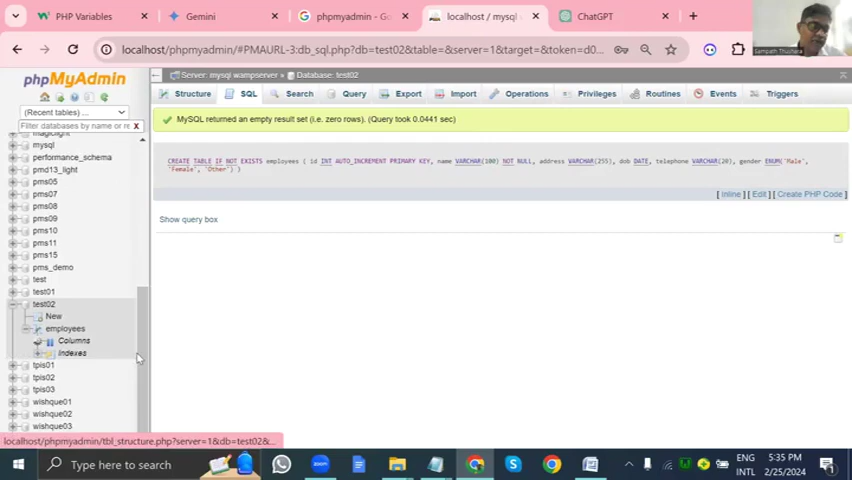 PHP Variables
Gemini
phpmyadmin - Go
localhost / mysql
ChatGPT
localhost/phpmyadmin/#PMAURL-3:db_sql.php?db=test02&table=&server=1&target=&token=d0...
Sampath Thuchara
phpMyAdmin
(Recent tables) ...
Filter databases by name or re X
Server: mysql wampserver » Database: test02
Structure SQL Search Query Export Import Operations Privileges Routines Events Triggers
MySQL returned an empty result set (i.e. zero rows). (Query took 0.0441 sec)
CREATE TABLE IF NOT EXISTS employees ( id INT AUTO_INCREMENT PRIMARY KEY, name VARCHAR(100) NOT NULL, address VARCHAR(255), dob DATE, telephone VARCHAR(20), gender ENUM('Male',
'Female', 'Other') )
[ Inline ] [ Edit ] [ Create PHP Code ]
Show query box
magiclight
mysql
performance_schema
pmd13_light
pms05
pms07
pms08
pms09
pms10
pms11
pms15
pms_demo
test
test01
test02
New
employees
Columns
Indexes
tpis01
tpis02
tpis03
wishque01
wishque02
wishque03
localhost/phpmyadmin/tbl_structure.php?server=1&db=test02&...
Type here to search
ENG
INTL
5:35 PM
2/25/2024